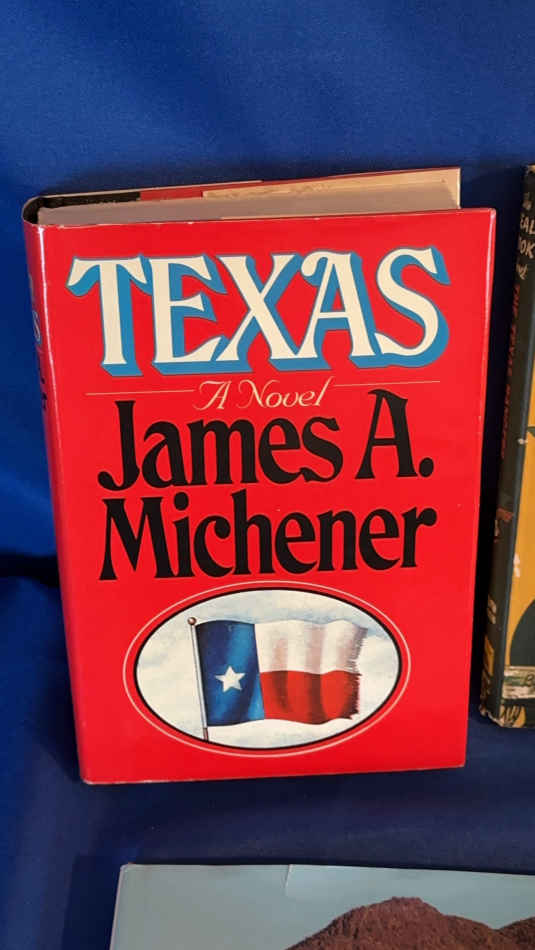 TEXAS
A Novel
James A.
Michener